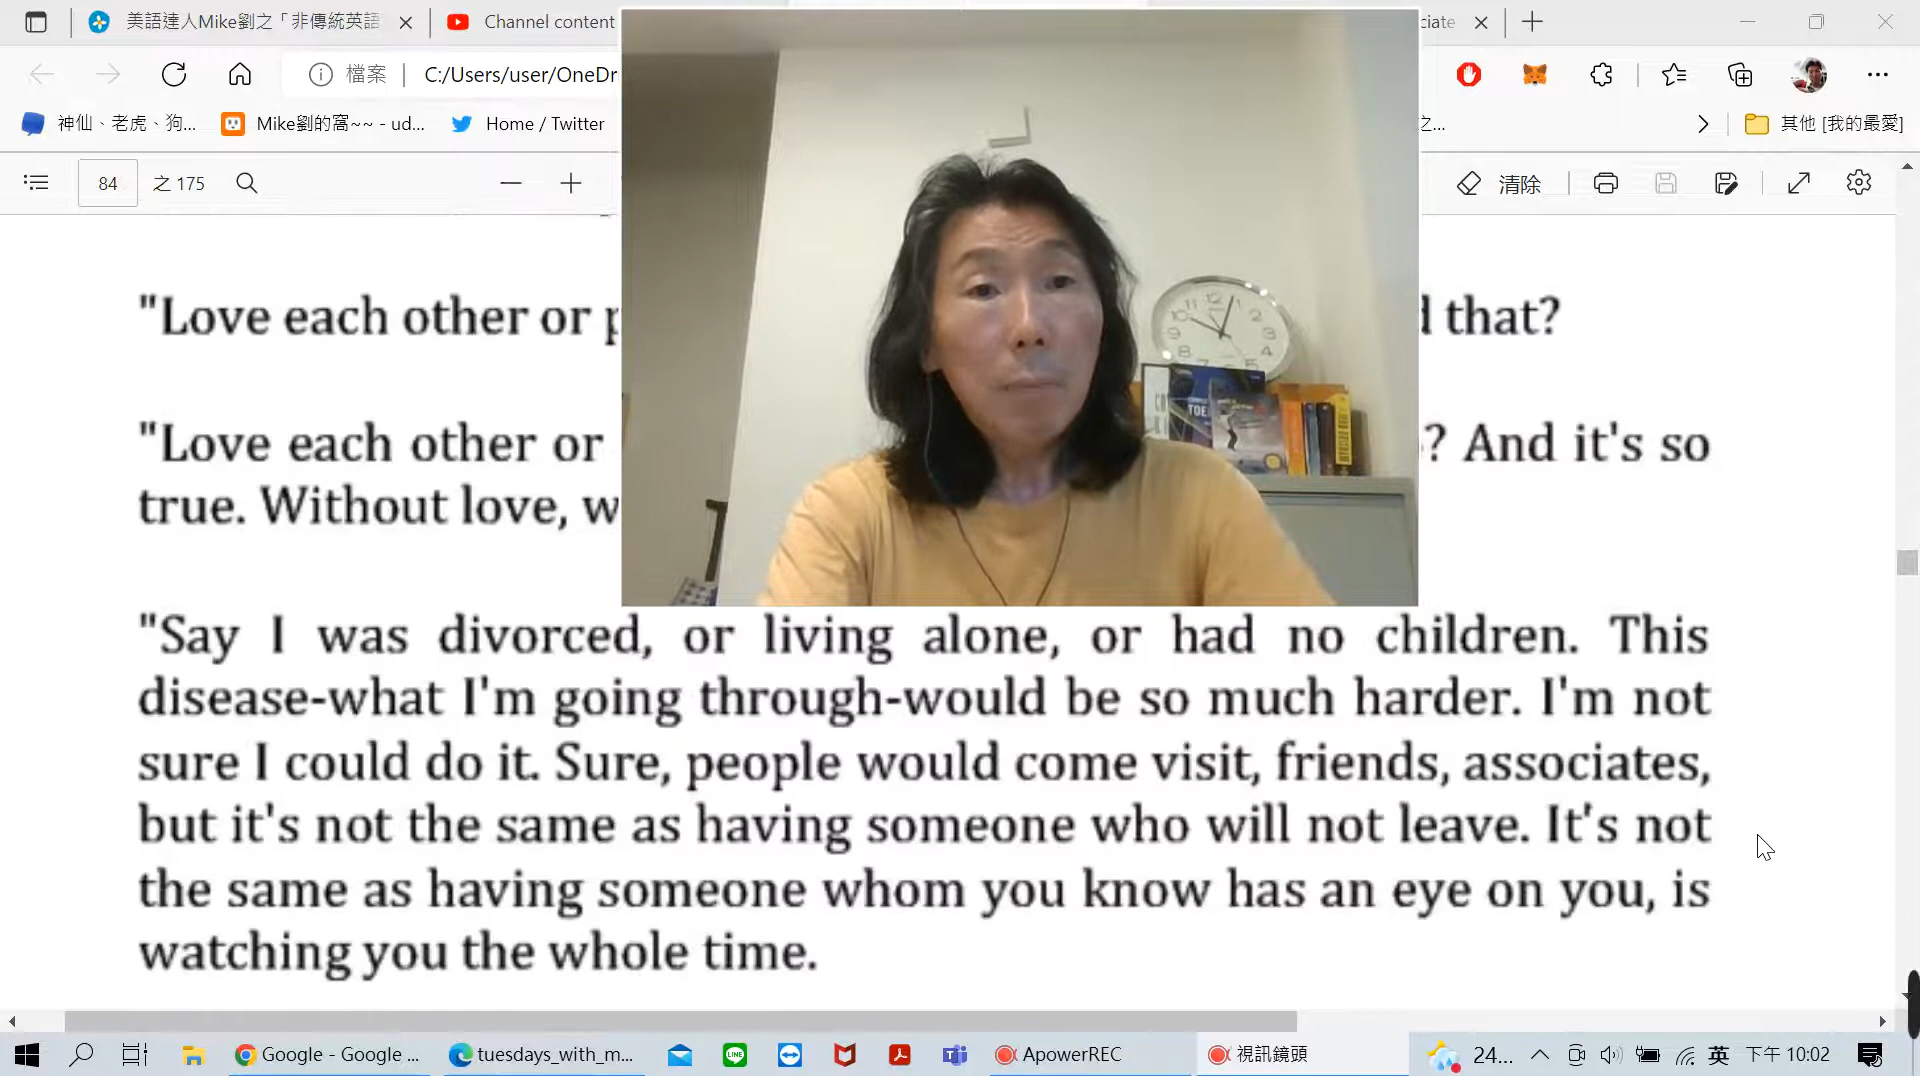 美語達人Mike劉之「非傳統英語
Channel content
ciate
檔案
C:/Users/user/OneDr
神仙、老虎、狗...
Mike劉的窩~~ - ud...
Home / Twitter
之...
其他 [我的最愛]
84
之 175
清除
"Love each other or
that?
"Love each other or
? And it's so
true. Without love,
"Say I was divorced, or living alone, or had no children. This
disease-what I'm going through-would be so much harder. I'm not
sure I could do it. Sure, people would come visit, friends, associates,
but it's not the same as having someone who will not leave. It's not
the same as having someone whom you know has an eye on you, is
watching you the whole time.
Google - Google ...
tuesdays_with_m...
LINE
ApowerREC
視訊鏡頭
24...
英
下午 10:02